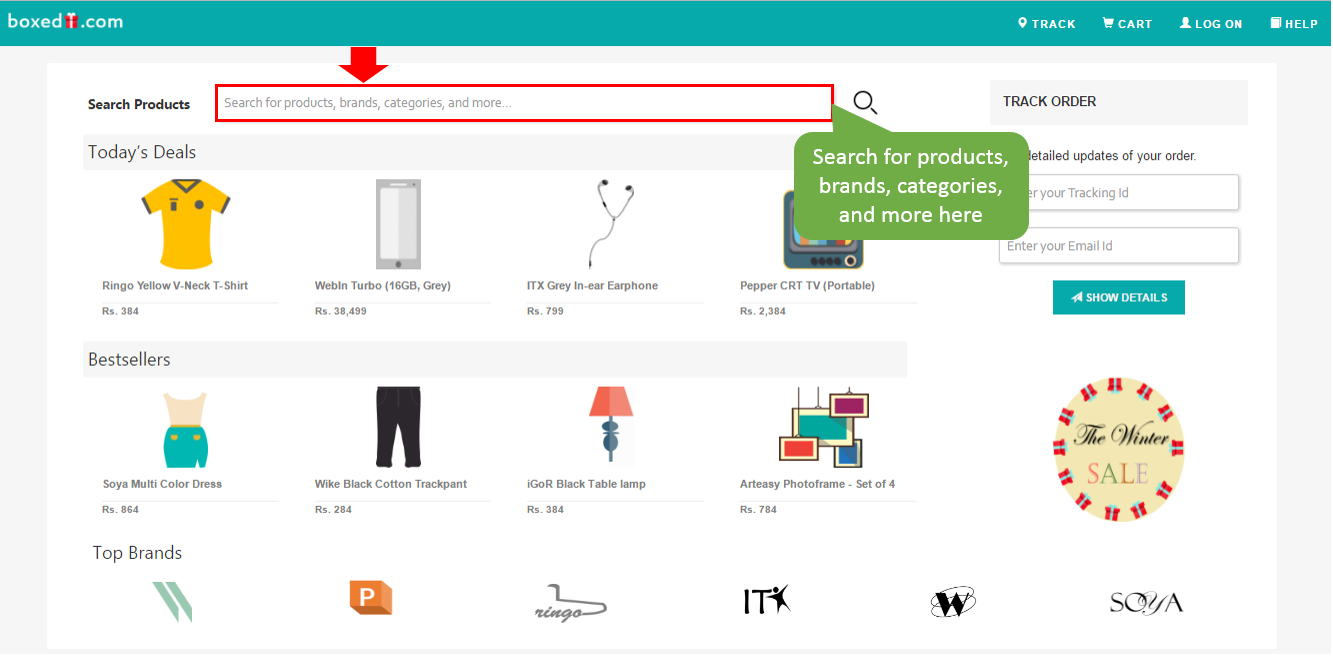 boxed.com
TRACK
CART
LOG ON
HELP
Search Products
Search for products, brands, categories, and more...
Search for products,
brands, categories,
and more here
TRACK ORDER
detailed updates of your order.
your Tracking Id
Enter your Email Id
SHOW DETAILS
Today's Deals
Ringo Yellow V-Neck T-Shirt
Rs. 384
WebIn Turbo (16GB, Grey)
Rs. 38,499
ITX Grey In-ear Earphone
Rs. 799
Pepper CRT TV (Portable)
Rs. 2,384
Bestsellers
Soya Multi Color Dress
Rs. 864
Wike Black Cotton Trackpant
Rs. 284
iGoR Black Table lamp
Rs. 384
Arteasy Photoframe - Set of 4
Rs. 784
The Winter
SALE
Top Brands
P
ringo
IT
W
SOYA